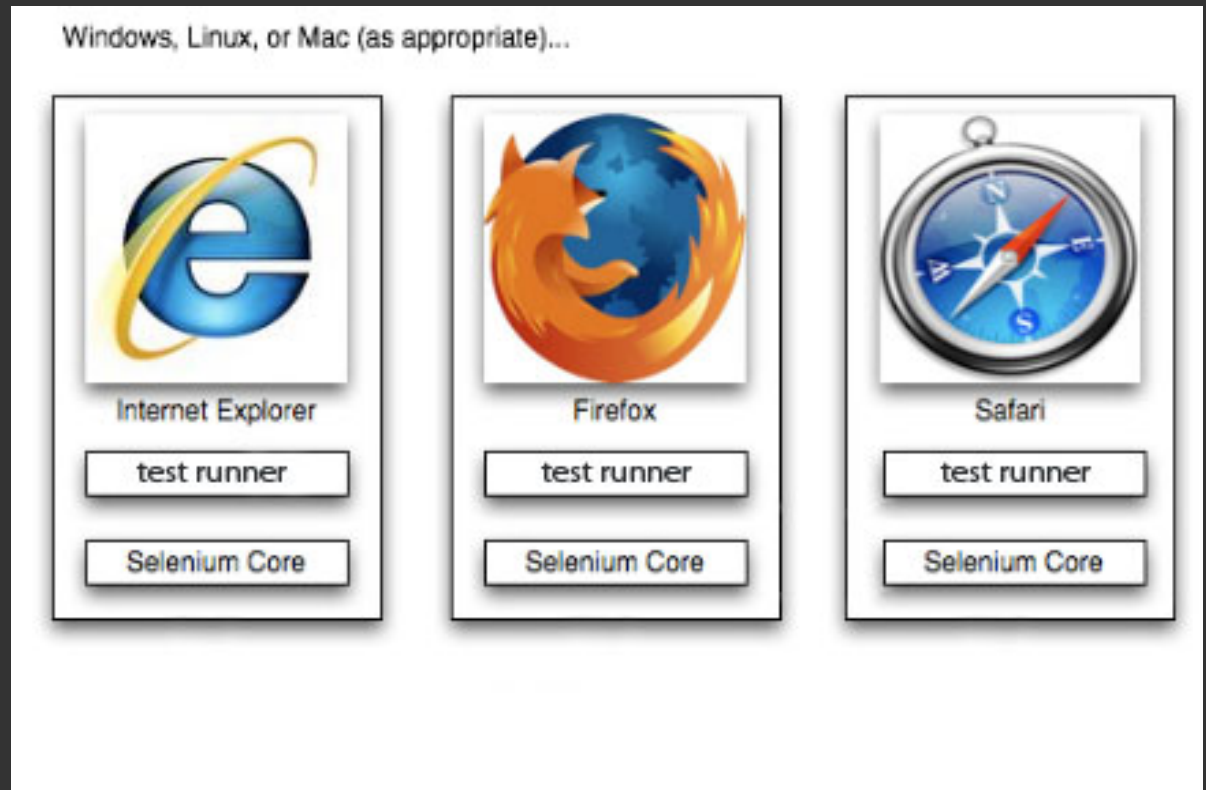 Windows, Linux, or Mac (as appropriate)...
N
E
W
S
Internet Explorer
Firefox
Safari
test runner
test runner
test runner
Selenium Core
Selenium Core
Selenium Core